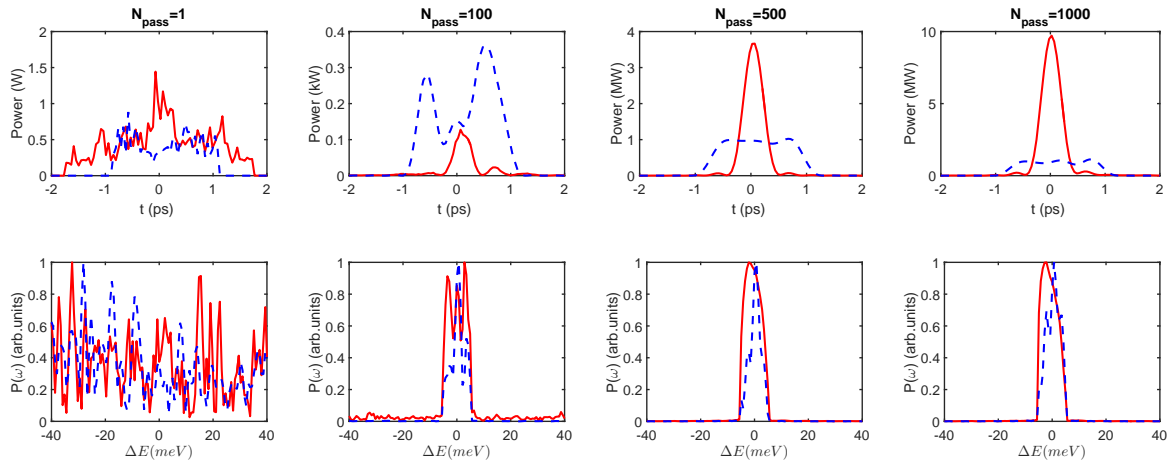 N_pass=1
Power (W)
2
1.5
1
0.5
0
-2 -1 0 1 2
t (ps)
N_pass=100
Power (kW)
0.4
0.3
0.2
0.1
0
-2 -1 0 1 2
t (ps)
N_pass=500
Power (MW)
4
2
0
-2 -1 0 1 2
t (ps)
N_pass=1000
Power (MW)
10
5
0
-2 -1 0 1 2
t (ps)
P(ω) (arb.units)
1
0.8
0.6
0.4
0.2
0
-40 -20 0 20 40
ΔE(meV)
P(ω) (arb.units)
1
0.8
0.6
0.4
0.2
0
-40 -20 0 20 40
ΔE(meV)
P(ω) (arb.units)
1
0.8
0.6
0.4
0.2
0
-40 -20 0 20 40
ΔE(meV)
P(ω) (arb.units)
1
0.8
0.6
0.4
0.2
0
-40 -20 0 20 40
ΔE(meV)